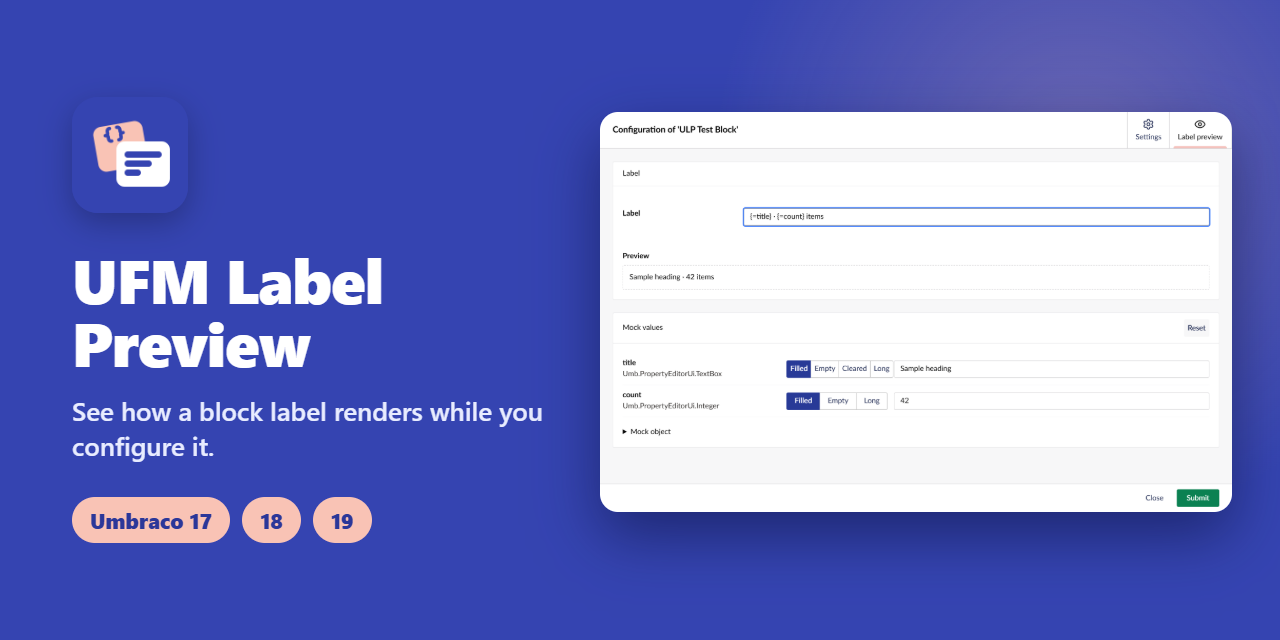 { }
UFM Label
Preview
See how a block label renders while you
configure it.
Umbraco 17
18
19
Configuration of 'ULP Test Block'
Settings
Label preview
Label
Label
{=title} · {=count} items
Preview
Sample heading · 42 items
Mock values
Reset
title
Umb.PropertyEditorUi.TextBox
Filled
Empty
Cleared
Long
Sample heading
count
Umb.PropertyEditorUi.Integer
Filled
Empty
Long
42
Mock object
Close
Submit